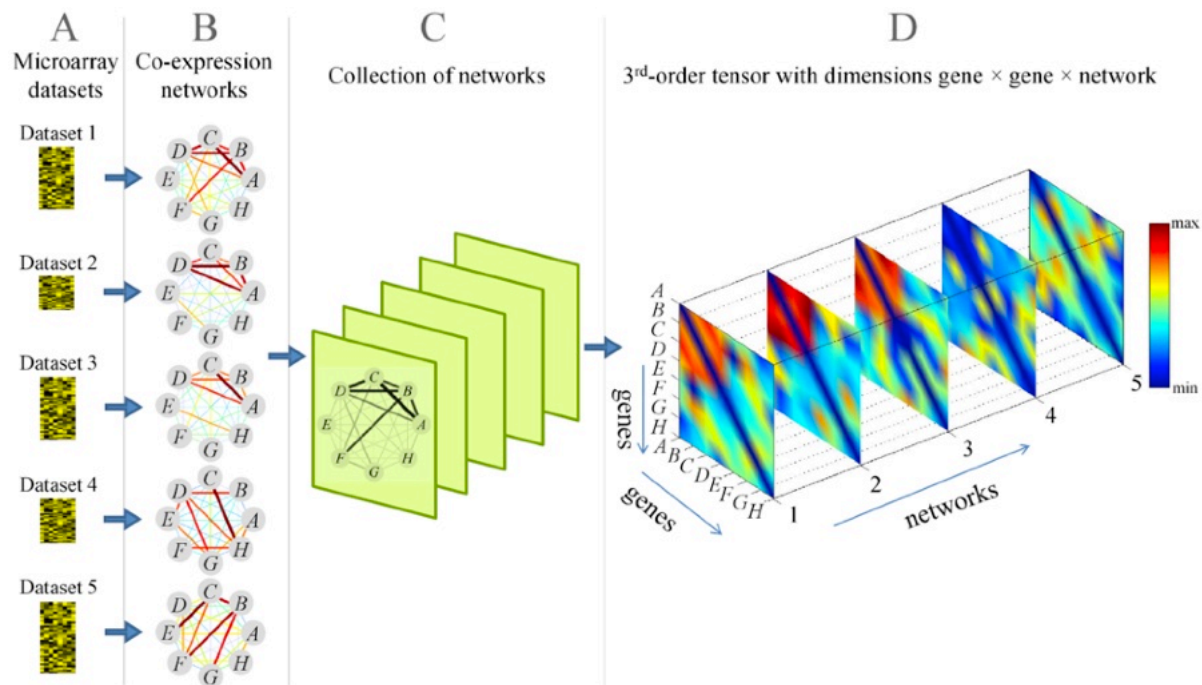 A
Microarray
datasets
Dataset 1
Dataset 2
Dataset 3
Dataset 4
Dataset 5
B
Co-expression
networks
C
D
B
E
A
F
H
G
C
D
B
E
A
F
H
G
C
D
B
E
A
F
H
G
C
D
B
E
A
F
H
G
C
D
B
E
A
F
H
G
C
Collection of networks
C
D
B
E
A
F
H
G
D
3rd-order tensor with dimensions gene × gene × network
A
B
C
D
E
F
G
H
genes
A
B
C
D
E
F
G
H
genes
1
2
3
4
5
networks
max
min